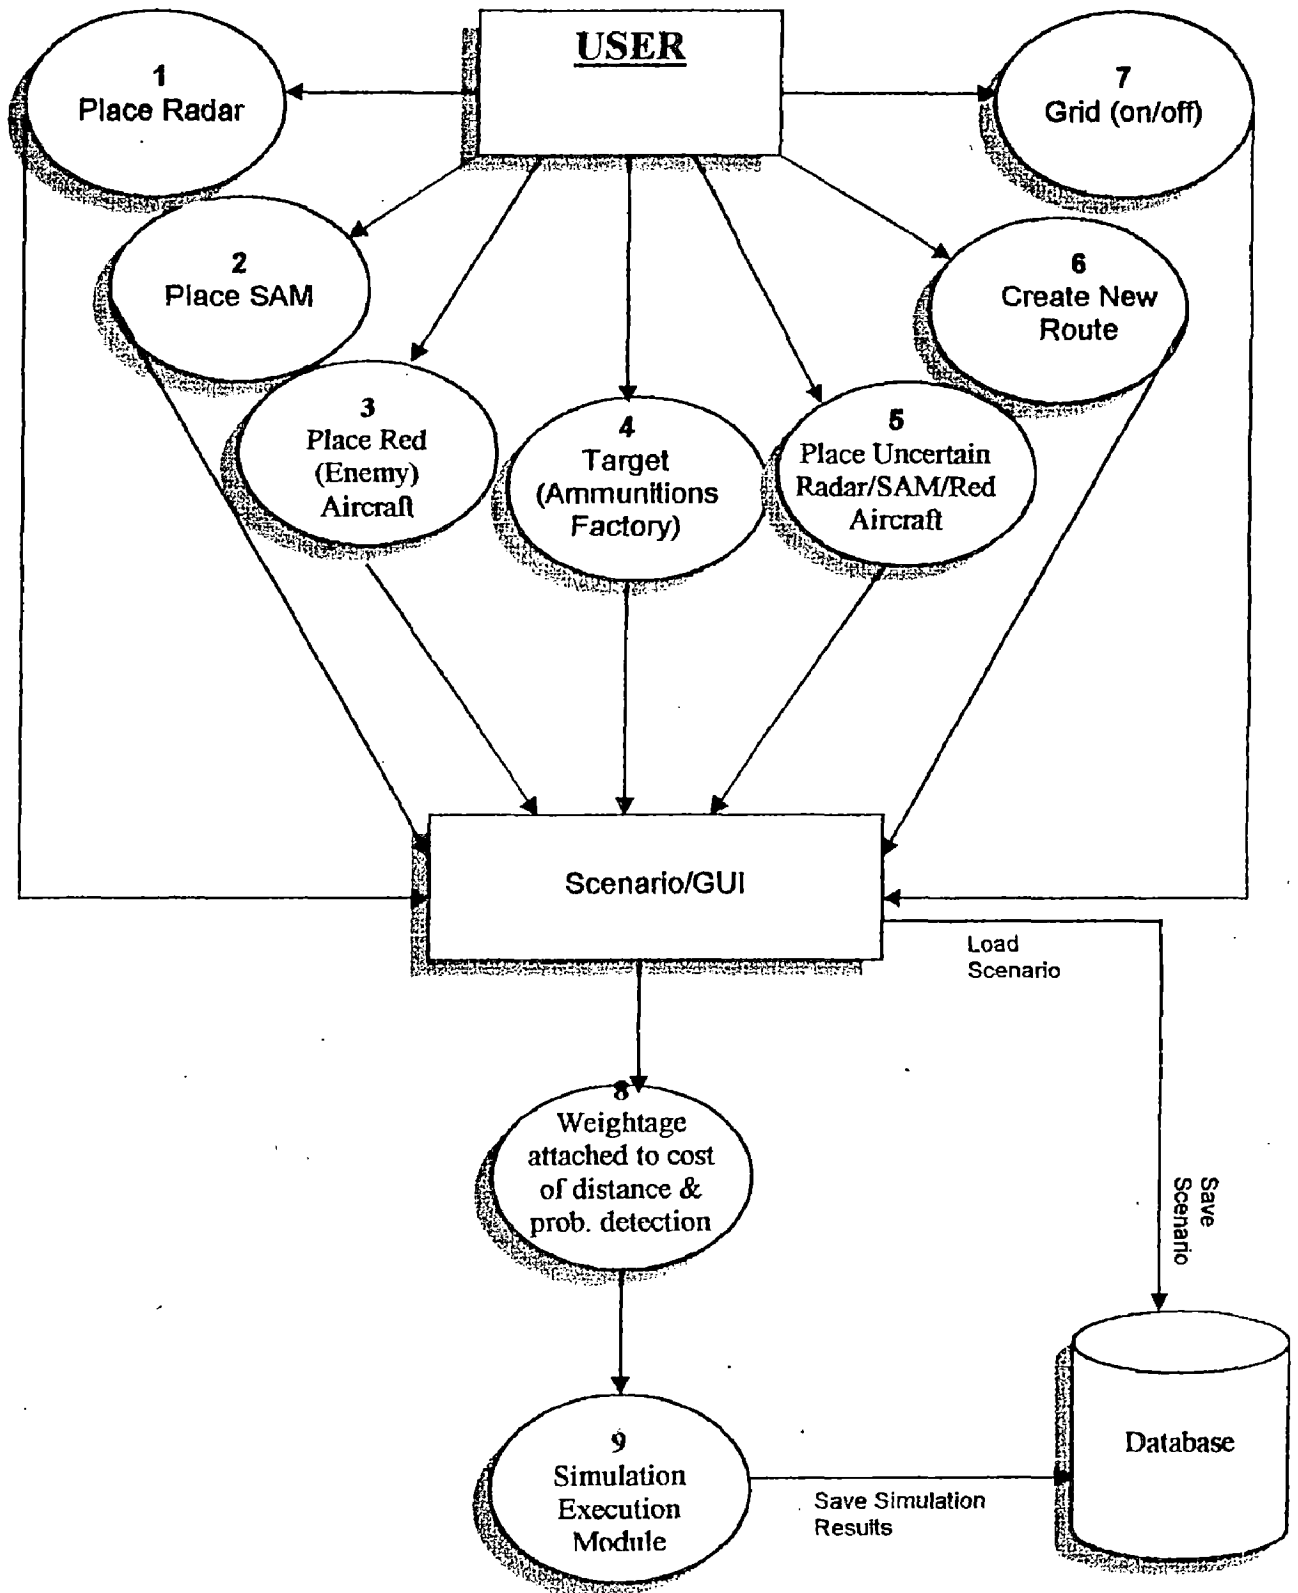 USER
1
Place Radar
7
Grid (on/off)
2
Place SAM
6
Create New
Route
3
Place Red
(Enemy)
Aircraft
4
Target
(Ammunitions
Factory)
5
Place Uncertain
Radar/SAM/Red
Aircraft
Scenario/GUI
Load
Scenario
8
Weightage
attached to cost
of distance &
prob. detection
Save
Scenario
9
Simulation
Execution
Module
Save Simulation
Results
Database